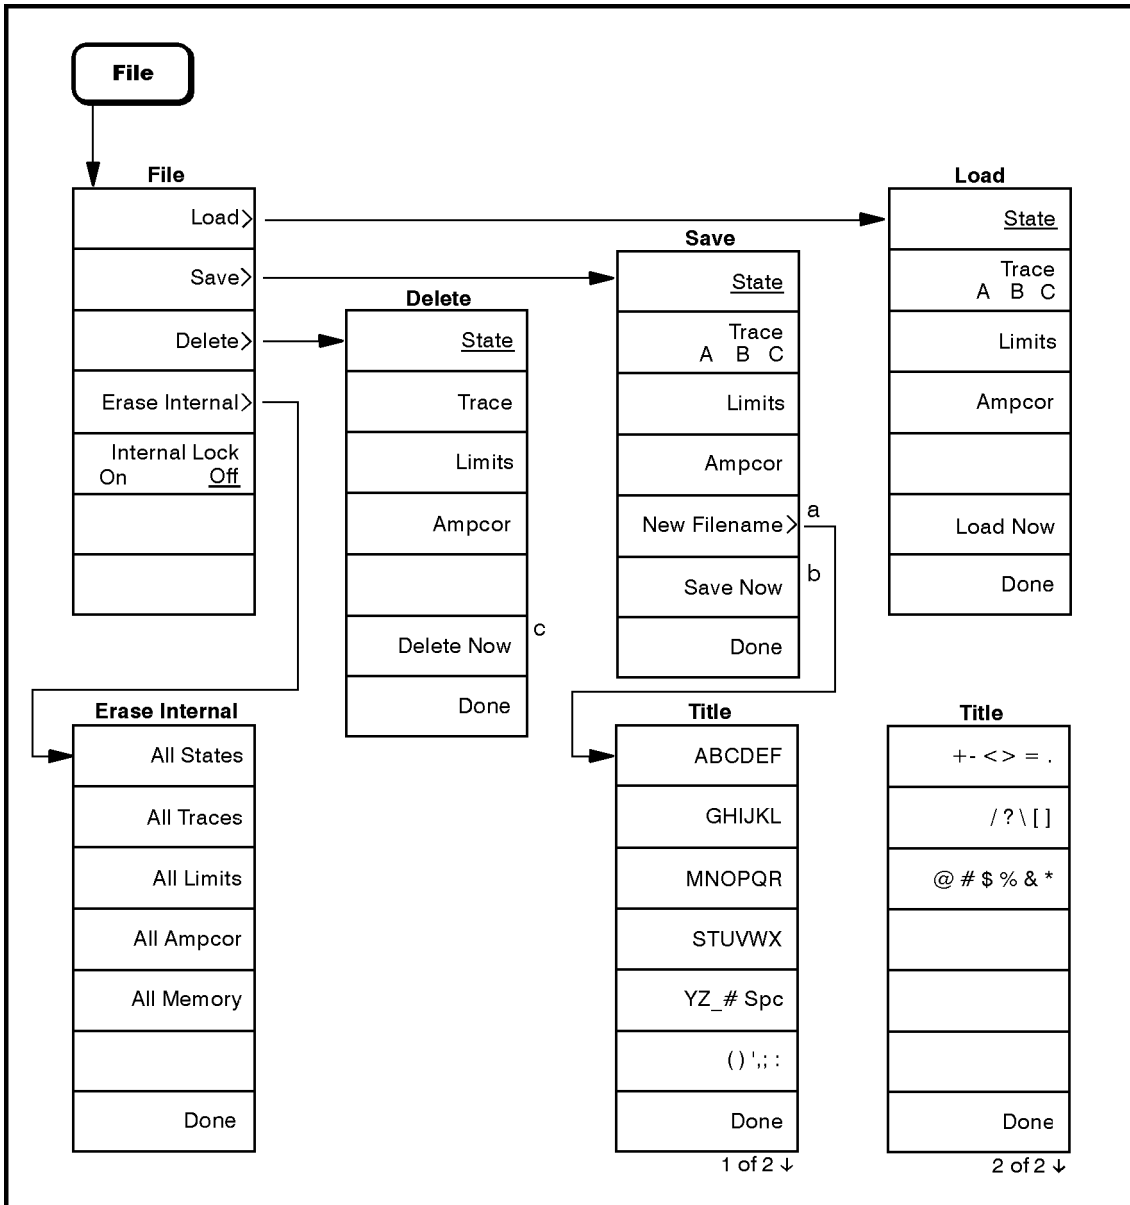 File
File
Load>
Save>
Delete>
Erase Internal>
Internal Lock
On Off
Delete
State
Trace
Limits
Ampcor
Delete Now
c
Done
Save
State
Trace
A B C
Limits
Ampcor
New Filename>
a
Save Now
b
Done
Load
State
Trace
A B C
Limits
Ampcor
Load Now
Done
Erase Internal
All States
All Traces
All Limits
All Ampcor
All Memory
Done
Title
ABCDEF
GHIJKL
MNOPQR
STUVWX
YZ_# Spc
( ) ',; :
Done
1 of 2 ↓
Title
+- < > = .
/ ? \ [ ]
@ # $ % & *
Done
2 of 2 ↓